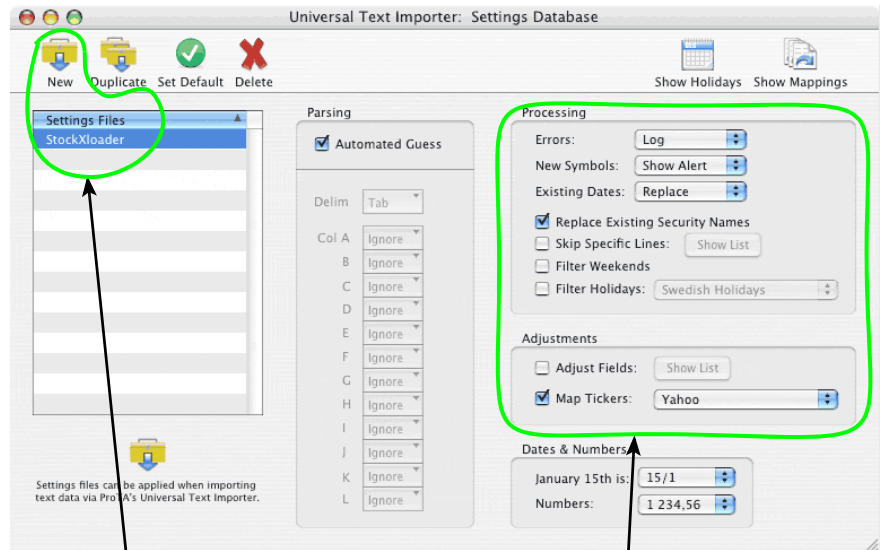 Universal Text Importer: Settings Database
New Duplicate Set Default Delete Show Holidays Show Mappings
Settings Files
StockXloader
Settings files can be applied when importing
text data via ProTA's Universal Text Importer.
Parsing
Automated Guess
Delim Tab
Col A Ignore
B Ignore
C Ignore
D Ignore
E Ignore
F Ignore
G Ignore
H Ignore
I Ignore
J Ignore
K Ignore
L Ignore
Processing
Errors: Log
New Symbols: Show Alert
Existing Dates: Replace
Replace Existing Security Names
Skip Specific Lines: Show List
Filter Weekends
Filter Holidays: Swedish Holidays
Adjustments
Adjust Fields: Show List
Map Tickers: Yahoo
Dates & Numbers
January 15th is: 15/1
Numbers: 1 234,56